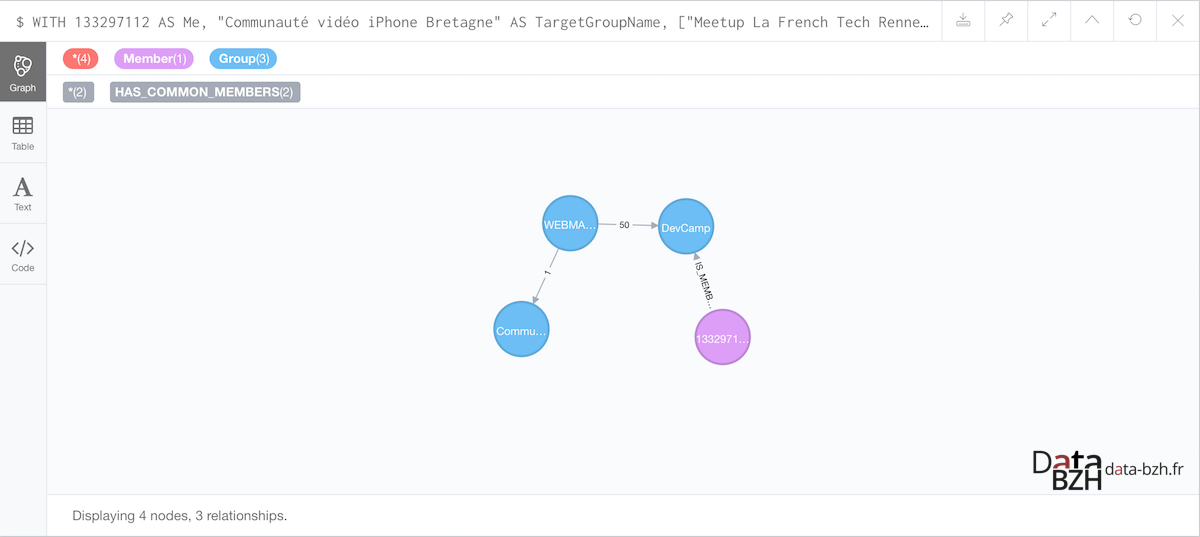 $ WITH 133297112 AS Me, "Communauté vidéo iPhone Bretagne" AS TargetGroupName, ["Meetup La French Tech Renne…
Graph
*(4) Member(1) Group(3)
*(2) HAS_COMMON_MEMBERS(2)
Table
Text
Code
WEBMA… 50 DevCamp
1
IS_MEMB…
Commu…
1332971…
Data BZH data-bzh.fr
Displaying 4 nodes, 3 relationships.